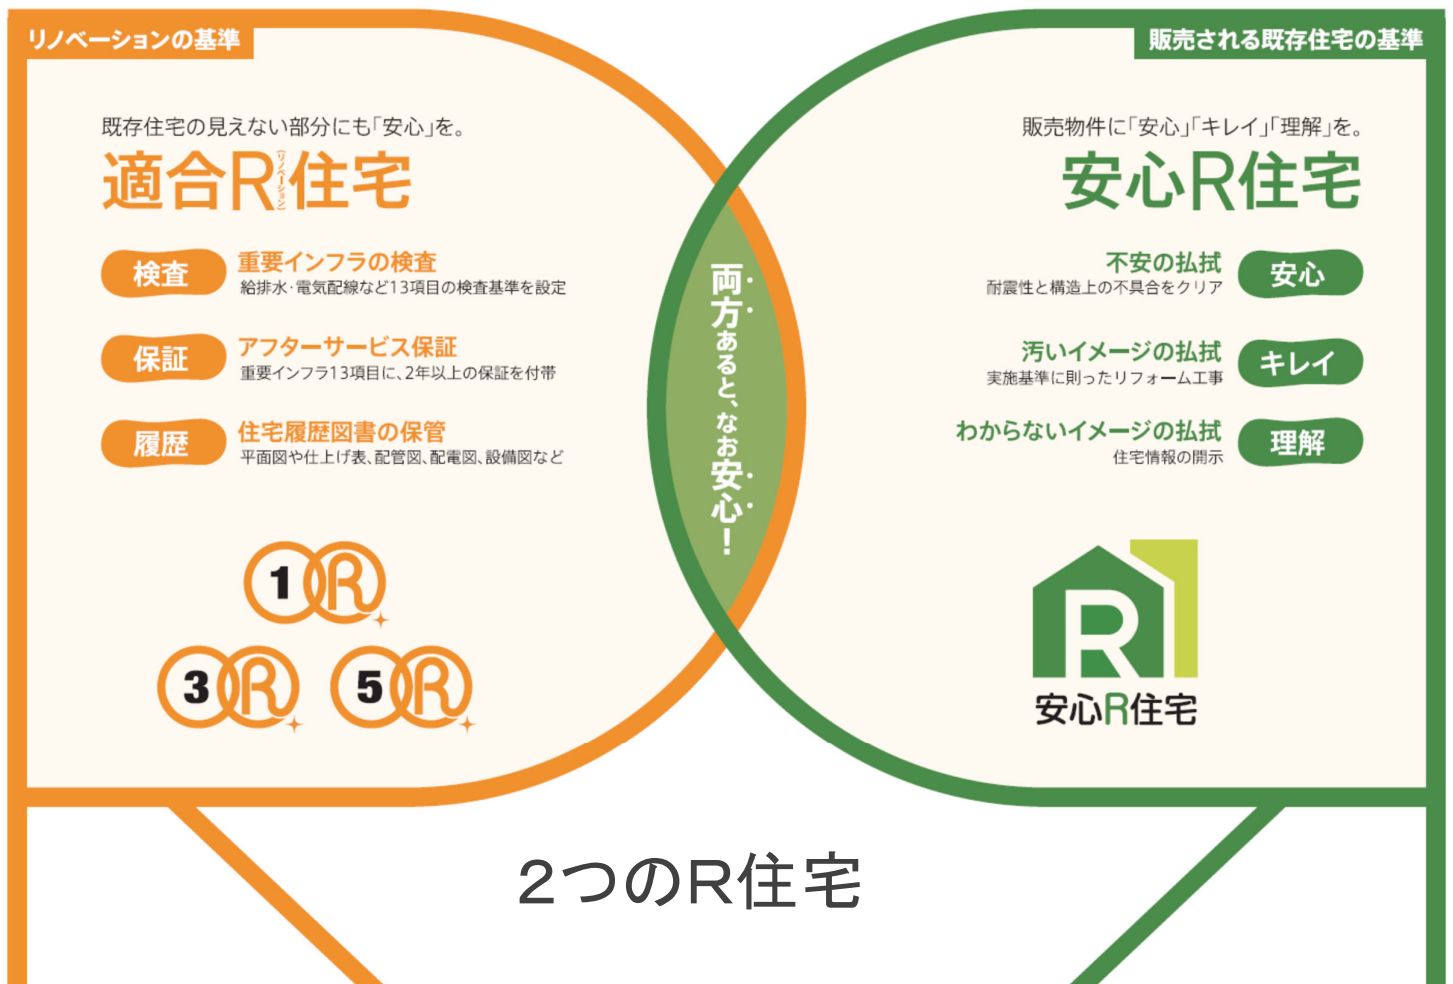 リノベーションの基準
既存住宅の見えない部分にも「安心」を。
適合R(リノベーション)住宅
検査
重要インフラの検査
給排水・電気配線など13項目の検査基準を設定
保証
アフターサービス保証
重要インフラ13項目に、2年以上の保証を付帯
履歴
住宅履歴図書の保管
平面図や仕上げ表、配管図、配電図、設備図など
1 R
3 R
5 R
両方あると、なお安心！
販売される既存住宅の基準
販売物件に「安心」「キレイ」「理解」を。
安心R住宅
不安の払拭
耐震性と構造上の不具合をクリア
安心
汚いイメージの払拭
実施基準に則ったリフォーム工事
キレイ
わからないイメージの払拭
住宅情報の開示
理解
R
安心R住宅
２つのＲ住宅